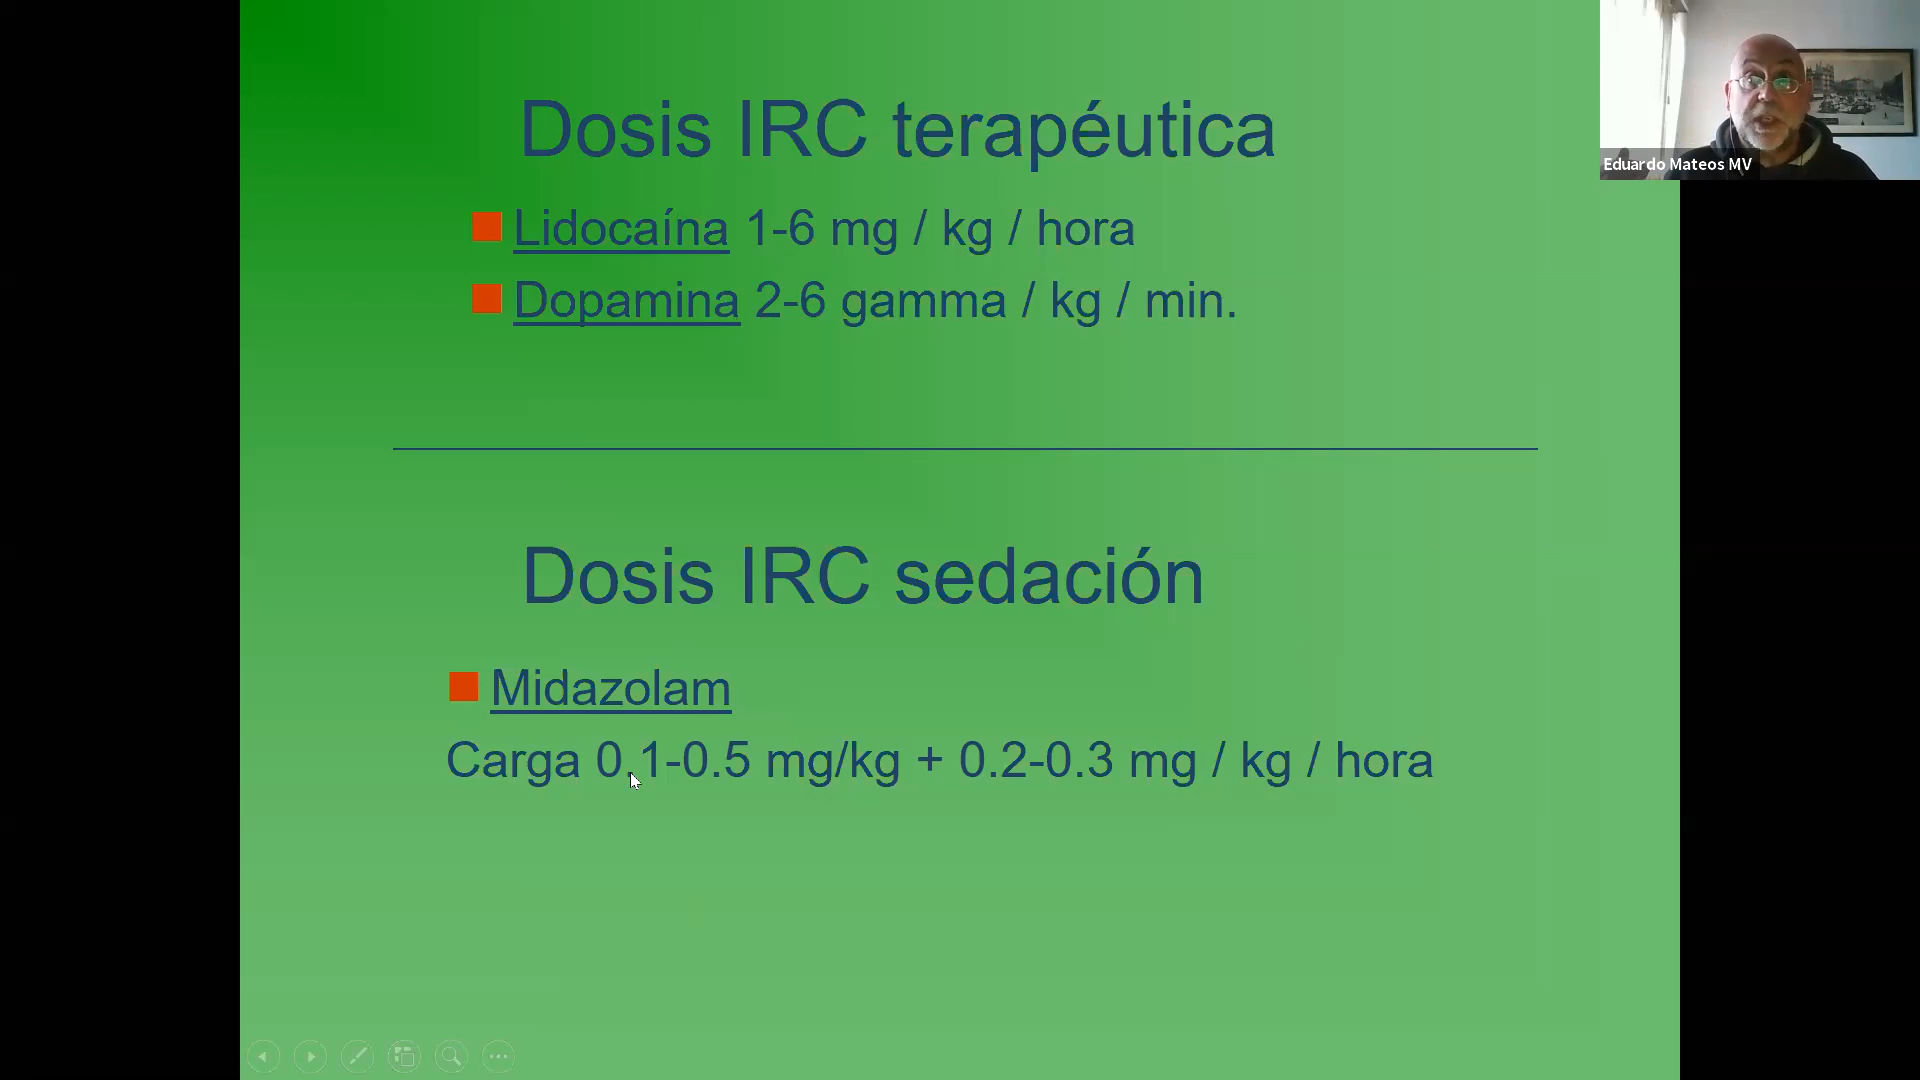 Dosis IRC terapéutica
Lidocaína 1-6 mg / kg / hora
Dopamina 2-6 gamma / kg / min.
Dosis IRC sedación
Midazolam
Carga 0.1-0.5 mg/kg + 0.2-0.3 mg / kg / hora
Eduardo Mateos MV